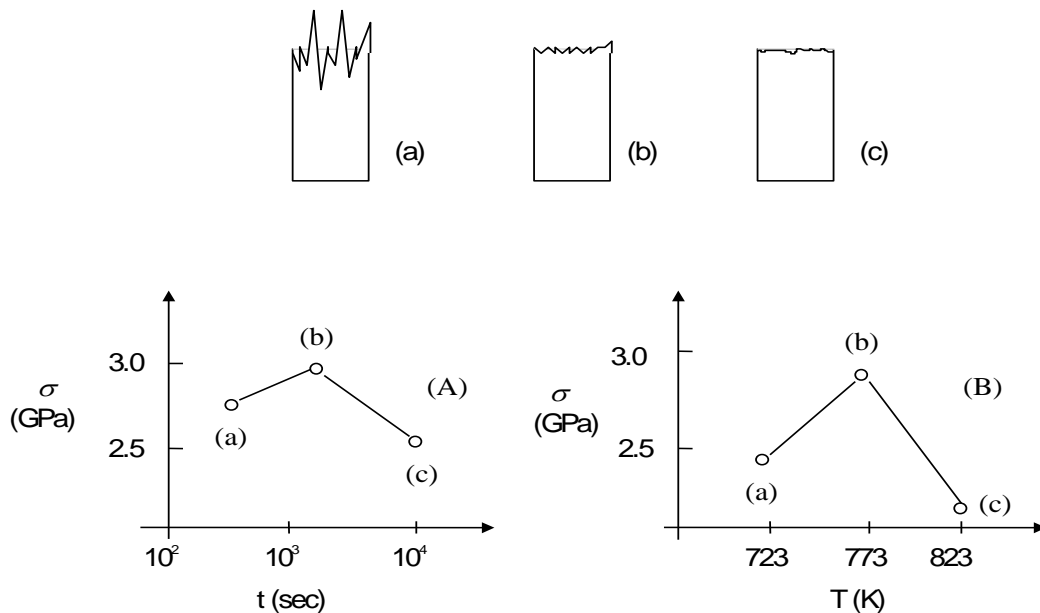 (a)
(b)
(c)
3.0
2.5
σ
(GPa)
(a)
(b)
(c)
(A)
10²
10³
10⁴
t (sec)
3.0
2.5
σ
(GPa)
(a)
(b)
(c)
(B)
723
773
823
T (K)